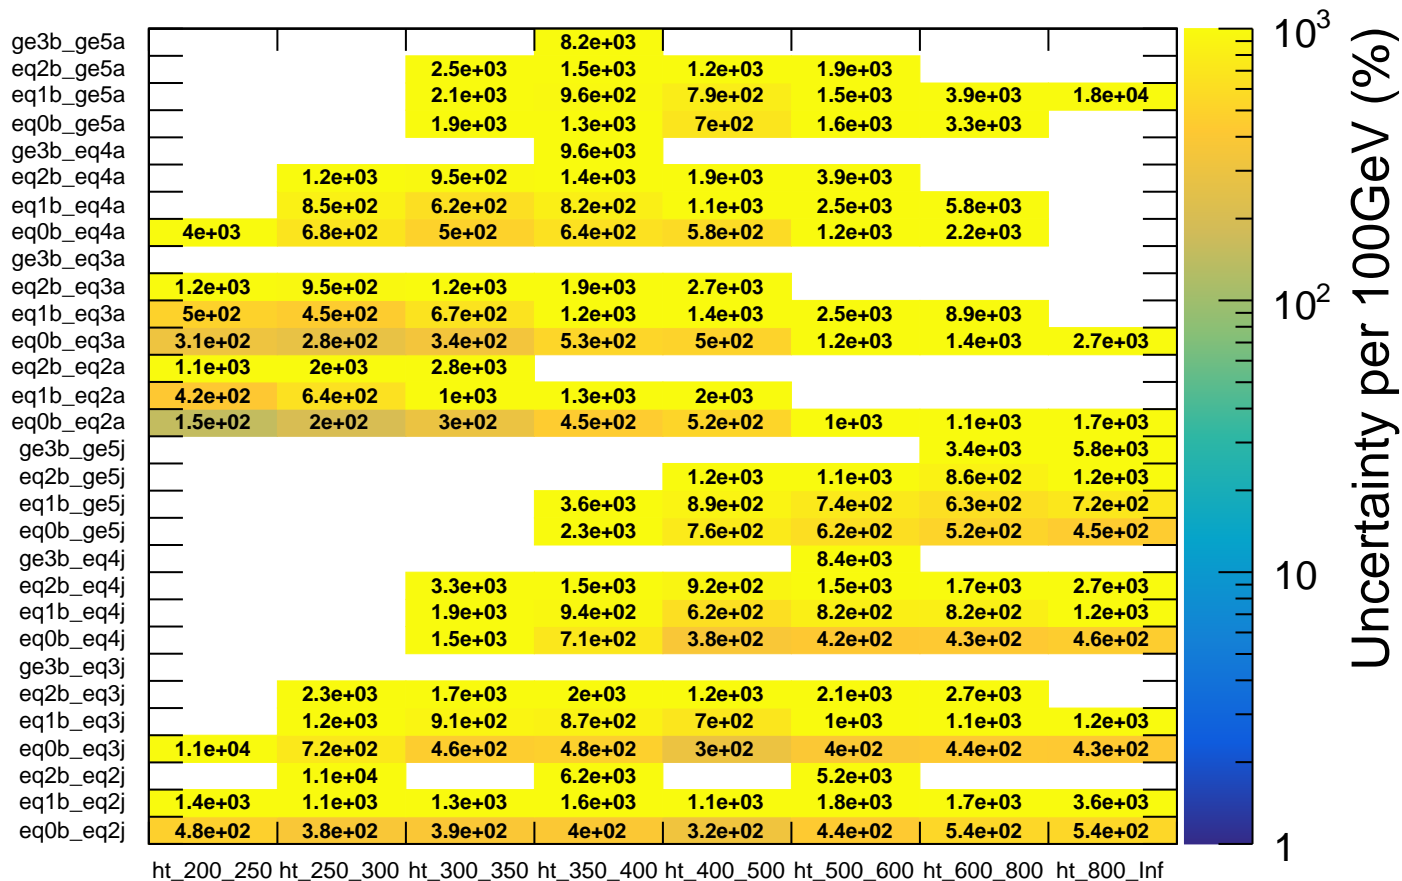 ge3b_ge5a 8.2e+03
eq2b_ge5a 2.5e+03 1.5e+03 1.2e+03 1.9e+03
eq1b_ge5a 2.1e+03 9.6e+02 7.9e+02 1.5e+03 3.9e+03 1.8e+04
eq0b_ge5a 1.9e+03 1.3e+03 7e+02 1.6e+03 3.3e+03
ge3b_eq4a 9.6e+03
eq2b_eq4a 1.2e+03 9.5e+02 1.4e+03 1.9e+03 3.9e+03
eq1b_eq4a 8.5e+02 6.2e+02 8.2e+02 1.1e+03 2.5e+03 5.8e+03
eq0b_eq4a 4e+03 6.8e+02 5e+02 6.4e+02 5.8e+02 1.2e+03 2.2e+03
ge3b_eq3a
eq2b_eq3a 1.2e+03 9.5e+02 1.2e+03 1.9e+03 2.7e+03
eq1b_eq3a 5e+02 4.5e+02 6.7e+02 1.2e+03 1.4e+03 2.5e+03 8.9e+03
eq0b_eq3a 3.1e+02 2.8e+02 3.4e+02 5.3e+02 5e+02 1.2e+03 1.4e+03 2.7e+03
eq2b_eq2a 1.1e+03 2e+03 2.8e+03
eq1b_eq2a 4.2e+02 6.4e+02 1e+03 1.3e+03 2e+03
eq0b_eq2a 1.5e+02 2e+02 3e+02 4.5e+02 5.2e+02 1e+03 1.1e+03 1.7e+03
ge3b_ge5j 3.4e+03 5.8e+03
eq2b_ge5j 1.2e+03 1.1e+03 8.6e+02 1.2e+03
eq1b_ge5j 3.6e+03 8.9e+02 7.4e+02 6.3e+02 7.2e+02
eq0b_ge5j 2.3e+03 7.6e+02 6.2e+02 5.2e+02 4.5e+02
ge3b_eq4j 8.4e+03
eq2b_eq4j 3.3e+03 1.5e+03 9.2e+02 1.5e+03 1.7e+03 2.7e+03
eq1b_eq4j 1.9e+03 9.4e+02 6.2e+02 8.2e+02 8.2e+02 1.2e+03
eq0b_eq4j 1.5e+03 7.1e+02 3.8e+02 4.2e+02 4.3e+02 4.6e+02
ge3b_eq3j
eq2b_eq3j 2.3e+03 1.7e+03 2e+03 1.2e+03 2.1e+03 2.7e+03
eq1b_eq3j 1.2e+03 9.1e+02 8.7e+02 7e+02 1e+03 1.1e+03 1.2e+03
eq0b_eq3j 1.1e+04 7.2e+02 4.6e+02 4.8e+02 3e+02 4e+02 4.4e+02 4.3e+02
eq2b_eq2j 1.1e+04 6.2e+03 5.2e+03
eq1b_eq2j 1.4e+03 1.1e+03 1.3e+03 1.6e+03 1.1e+03 1.8e+03 1.7e+03 3.6e+03
eq0b_eq2j 4.8e+02 3.8e+02 3.9e+02 4e+02 3.2e+02 4.4e+02 5.4e+02 5.4e+02
ht_200_250 ht_250_300 ht_300_350 ht_350_400 ht_400_500 ht_500_600 ht_600_800 ht_800_Inf
10³
10²
10
1
Uncertainty per 100GeV (%)